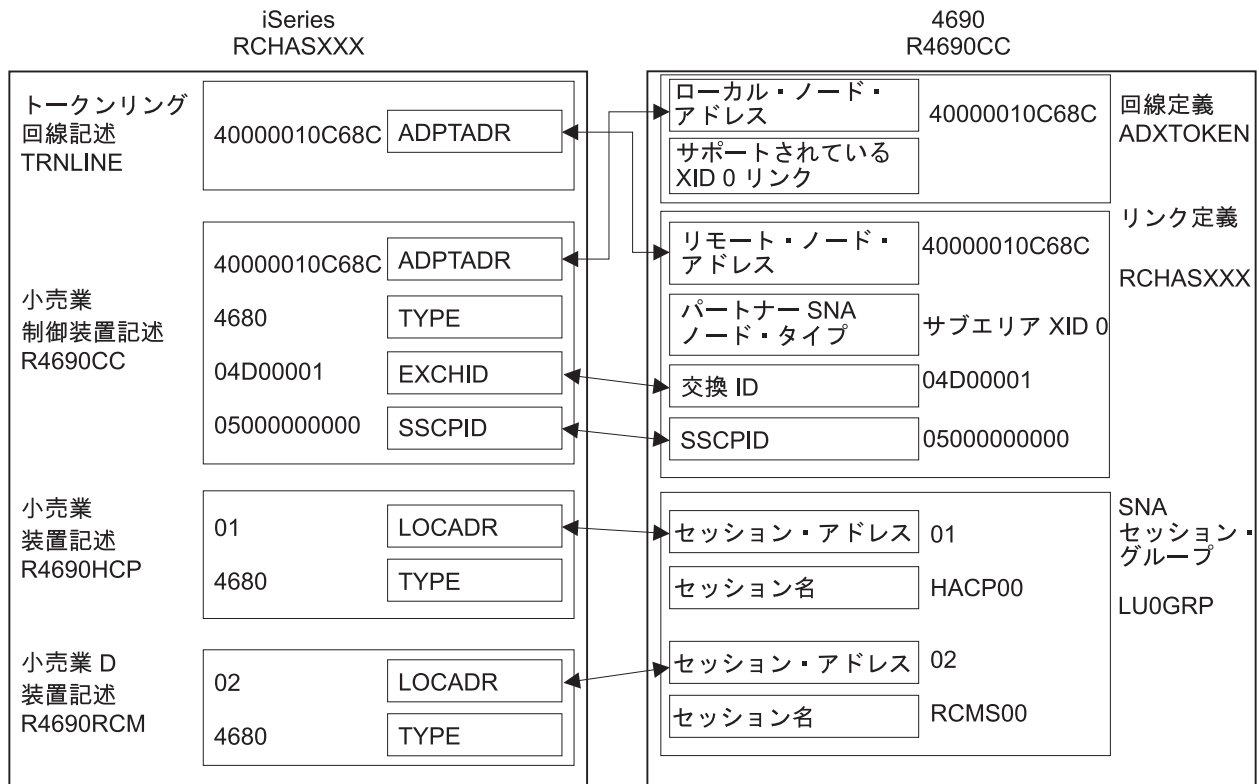 iSeries
RCHASXXX
トークンリング
回線記述
TRNLINE
40000010C68C
ADPTADR
小売業
制御装置記述
R4690CC
40000010C68C
ADPTADR
4680
TYPE
04D00001
EXCHID
05000000000
SSCPID
小売業
装置記述
R4690HCP
01
LOCADR
4680
TYPE
小売業 D
装置記述
R4690RCM
02
LOCADR
4680
TYPE
4690
R4690CC
ローカル・ノード・
アドレス
40000010C68C
サポートされている
XID 0 リンク
回線定義
ADXTOKEN
リモート・ノード・
アドレス
40000010C68C
パートナー SNA
ノード・タイプ
サブエリア XID 0
交換 ID
04D00001
SSCPID
05000000000
リンク定義
RCHASXXX
セッション・アドレス
01
セッション名
HACP00
セッション・アドレス
02
セッション名
RCMS00
SNA
セッション・
グループ
LU0GRP